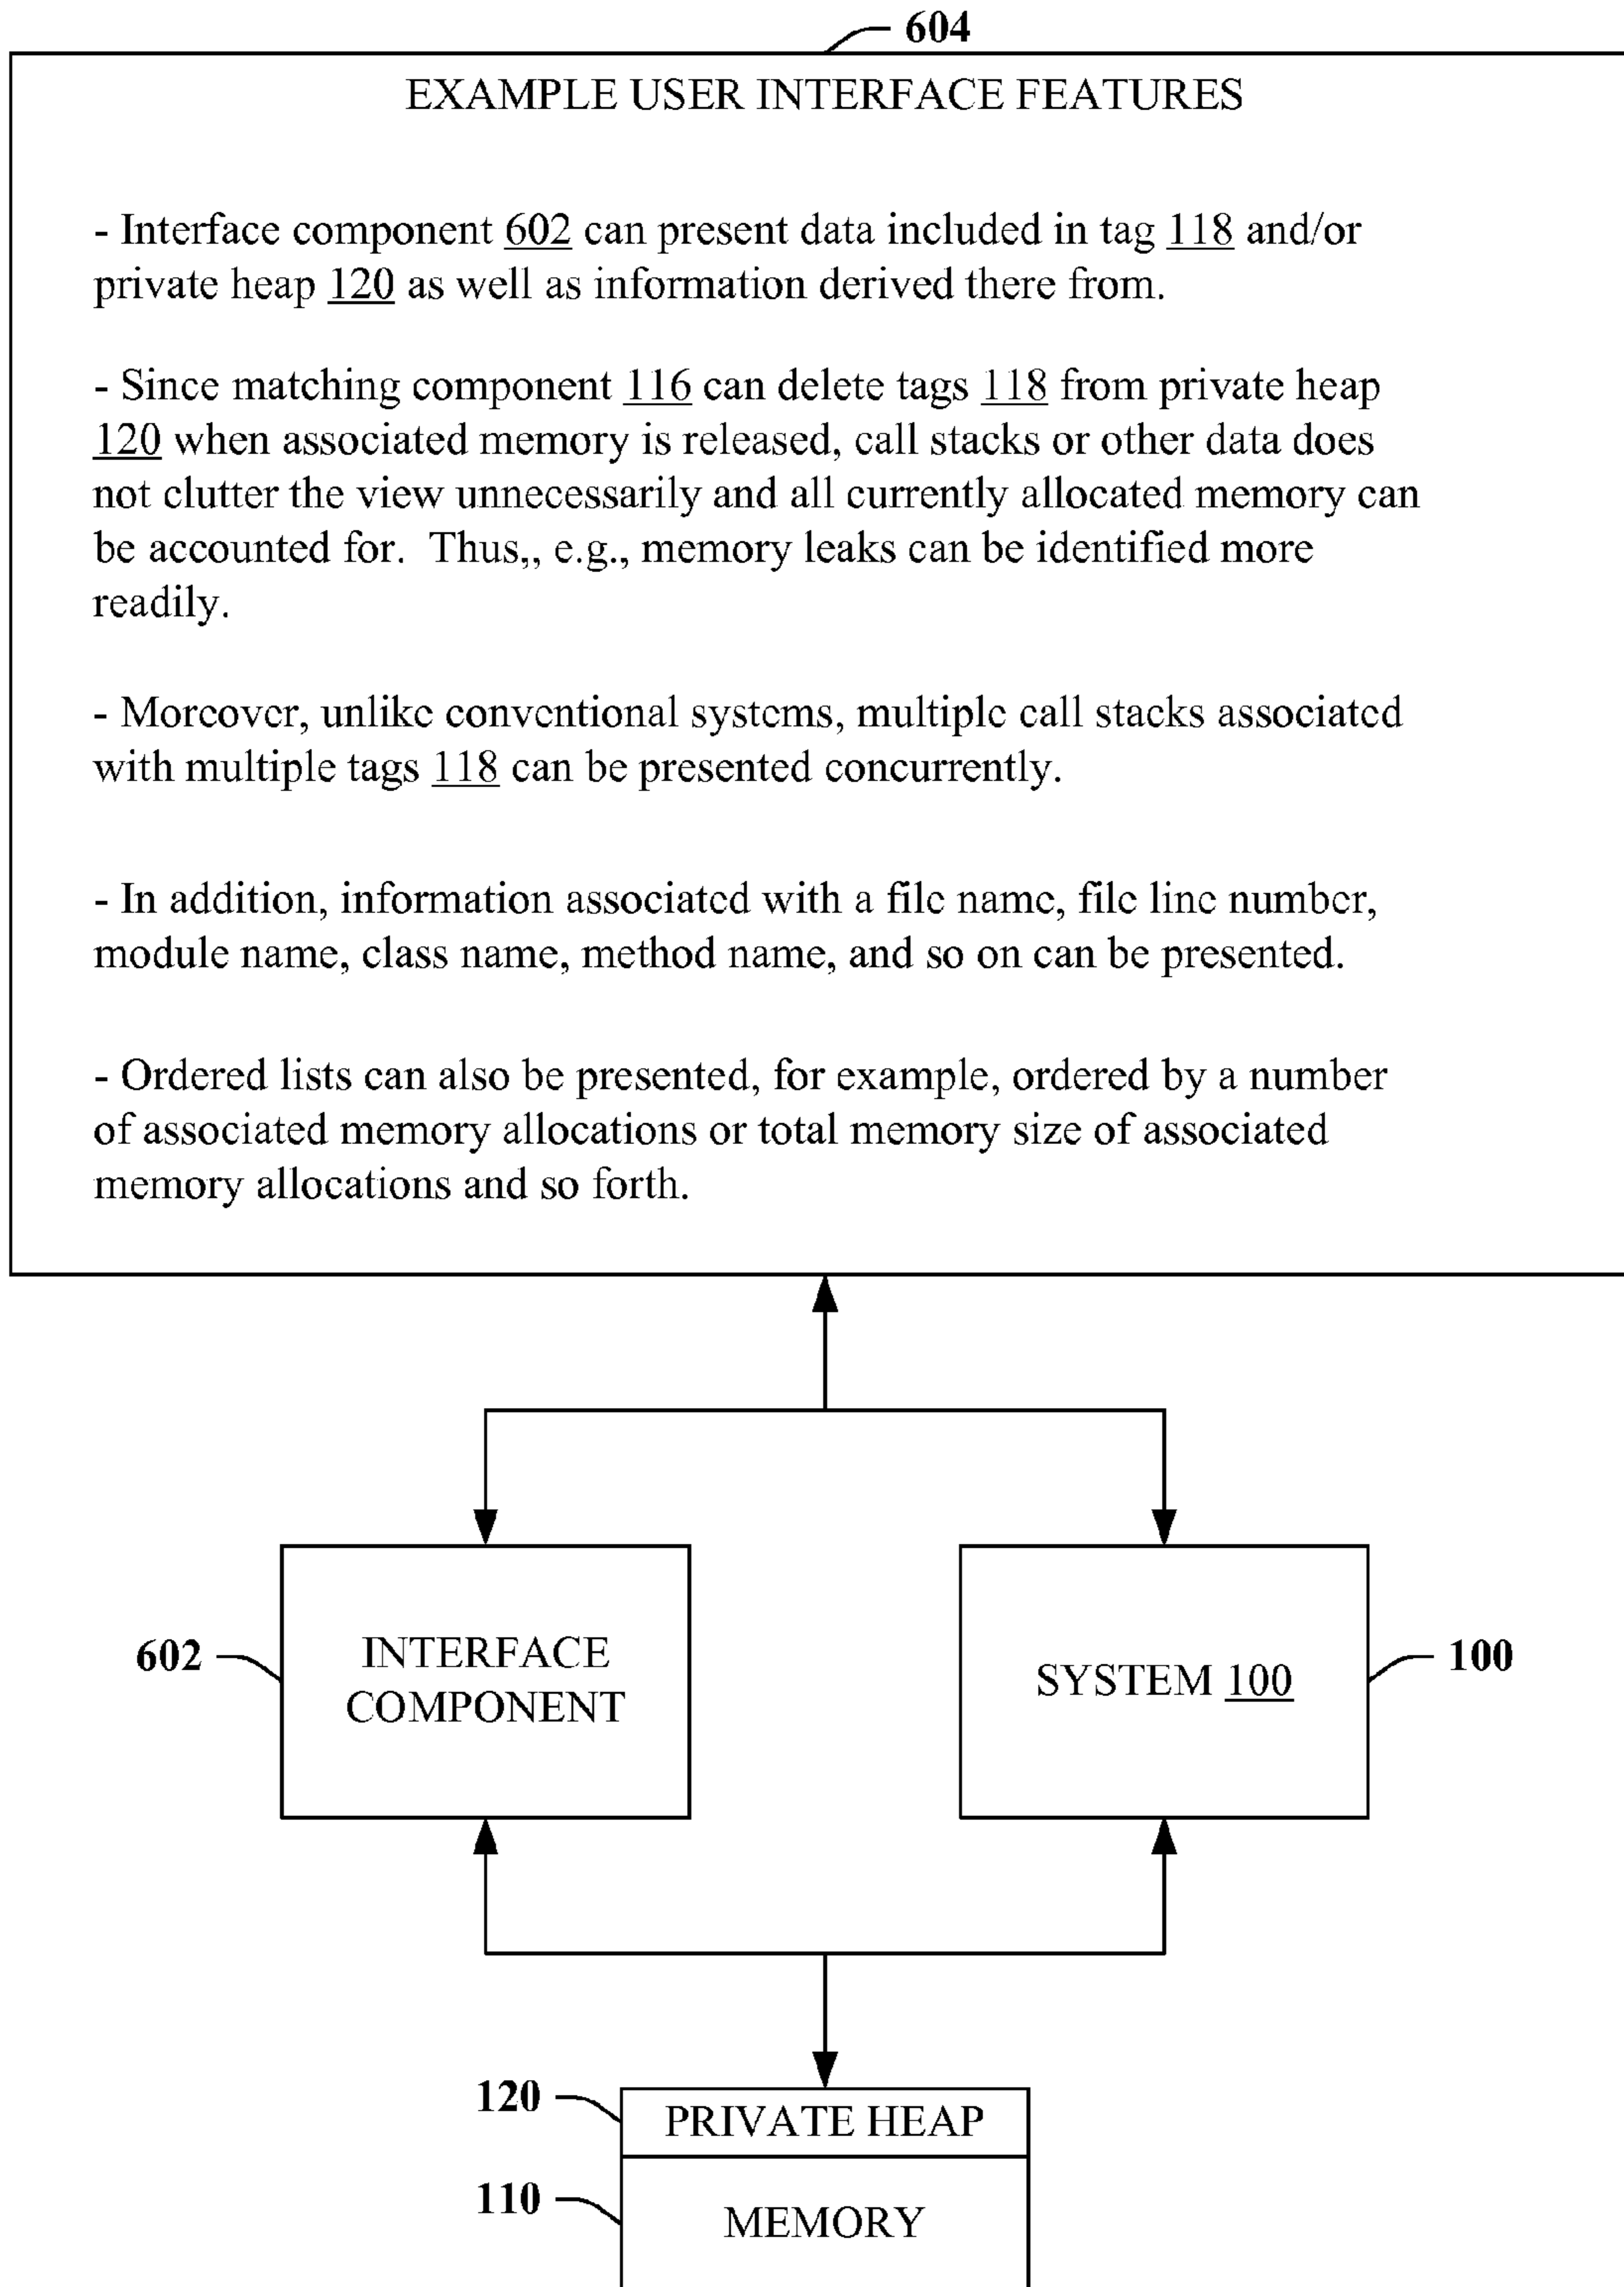 604
EXAMPLE USER INTERFACE FEATURES
- Interface component 602 can present data included in tag 118 and/or
private heap 120 as well as information derived there from.
- Since matching component 116 can delete tags 118 from private heap
120 when associated memory is released, call stacks or other data does
not clutter the view unnecessarily and all currently allocated memory can
be accounted for. Thus,, e.g., memory leaks can be identified more
readily.
- Moreover, unlike conventional systems, multiple call stacks associated
with multiple tags 118 can be presented concurrently.
- In addition, information associated with a file name, file line number,
module name, class name, method name, and so on can be presented.
- Ordered lists can also be presented, for example, ordered by a number
of associated memory allocations or total memory size of associated
memory allocations and so forth.
602
INTERFACE
COMPONENT
SYSTEM 100
100
120
PRIVATE HEAP
110
MEMORY